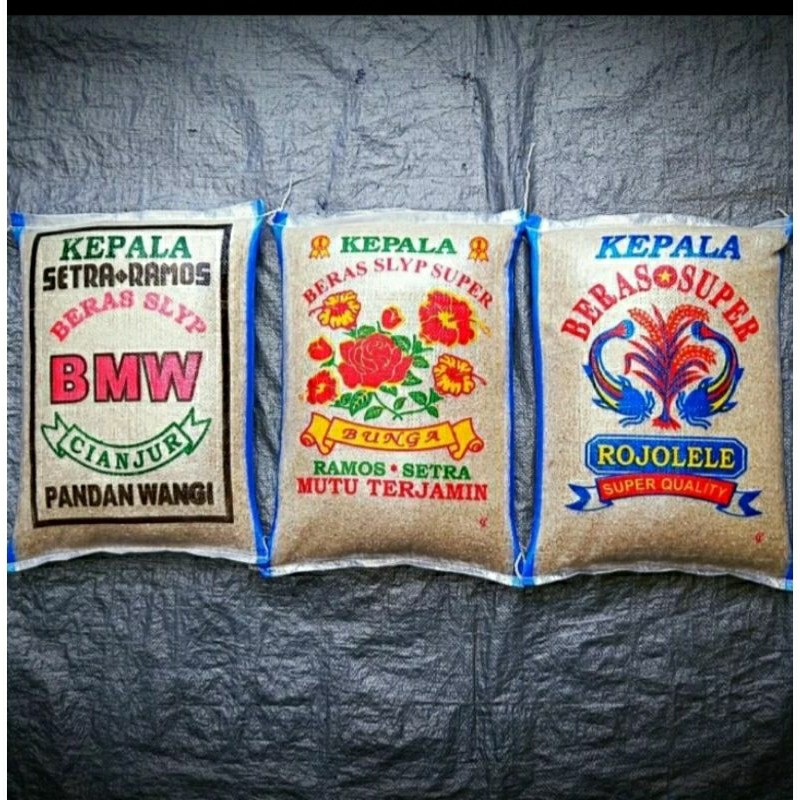 KEPALA
SETRA RAMOS
BERAS SLYP
BMW
CIANJUR
PANDAN WANGI
KEPALA
BERAS SLYP SUPER
BUNGA
RAMOS • SETRA
MUTU TERJAMIN
KEPALA
BERAS SUPER
ROJOLELE
SUPER QUALITY